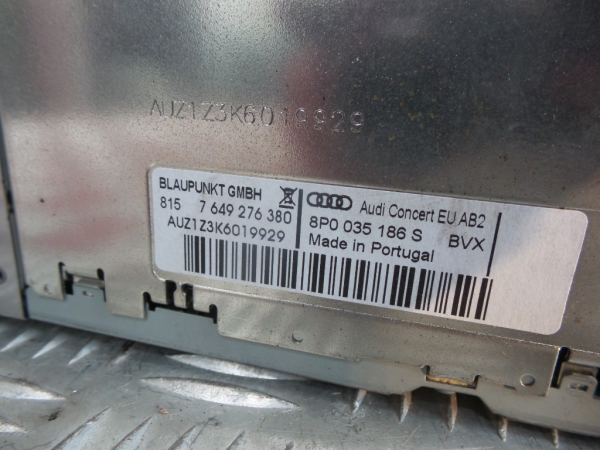 AUZ1Z3K6019929
BLAUPUNKT GMBH
815 7 649 276 380
AUZ1Z3K6019929
Audi Concert EU AB2
8P0 035 186 S BVX
Made in Portugal